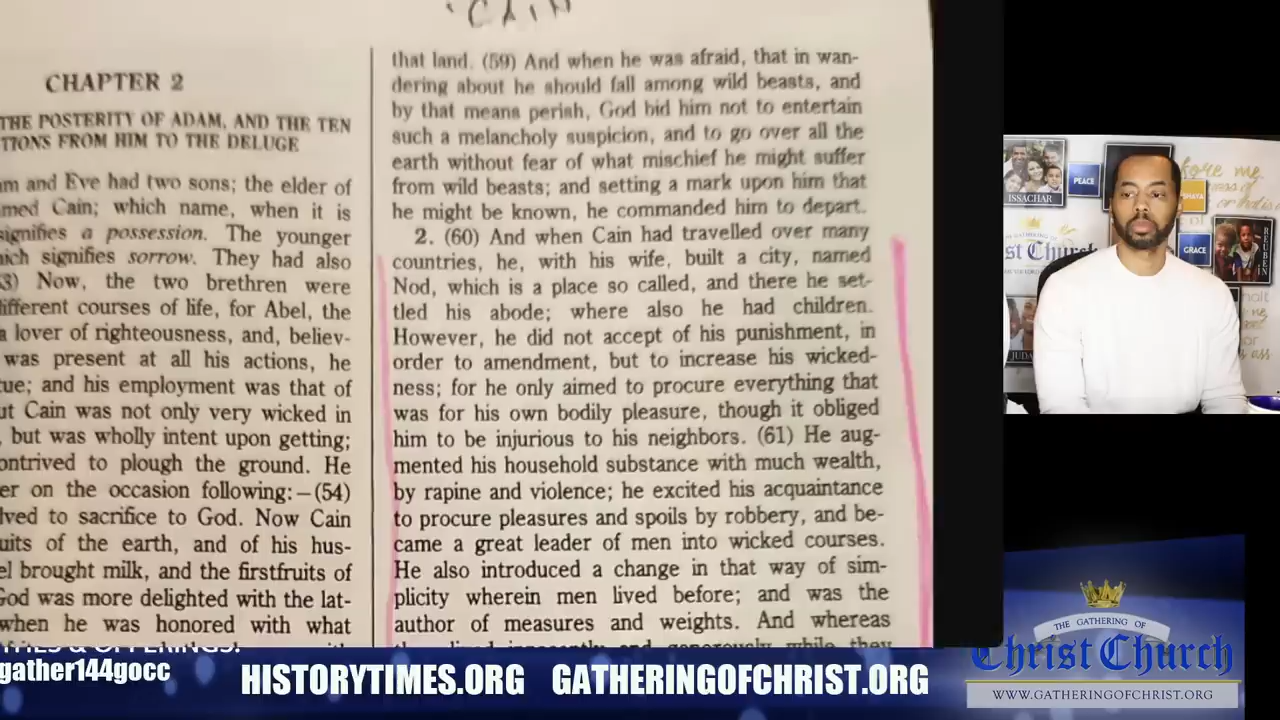 CAIN
CHAPTER 2
THE POSTERITY OF ADAM, AND THE TEN
TIONS FROM HIM TO THE DELUGE
am and Eve had two sons; the elder of
med Cain; which name, when it is
signifies a possession. The younger
hich signifies sorrow. They had also
3) Now, the two brethren were
ifferent courses of life, for Abel, the
a lover of righteousness, and, believ-
was present at all his actions, he
tue; and his employment was that of
ut Cain was not only very wicked in
, but was wholly intent upon getting;
ontrived to plough the ground. He
er on the occasion following:—(54)
lved to sacrifice to God. Now Cain
uits of the earth, and of his hus-
el brought milk, and the firstfruits of
God was more delighted with the lat-
when he was honored with what
that land. (59) And when he was afraid, that in wan-
dering about he should fall among wild beasts, and
by that means perish, God bid him not to entertain
such a melancholy suspicion, and to go over all the
earth without fear of what mischief he might suffer
from wild beasts; and setting a mark upon him that
he might be known, he commanded him to depart.
2. (60) And when Cain had travelled over many
countries, he, with his wife, built a city, named
Nod, which is a place so called, and there he set-
tled his abode; where also he had children.
However, he did not accept of his punishment, in
order to amendment, but to increase his wicked-
ness; for he only aimed to procure everything that
was for his own bodily pleasure, though it obliged
him to be injurious to his neighbors. (61) He aug-
mented his household substance with much wealth,
by rapine and violence; he excited his acquaintance
to procure pleasures and spoils by robbery, and be-
came a great leader of men into wicked courses.
He also introduced a change in that way of sim-
plicity wherein men lived before; and was the
author of measures and weights. And whereas
they lived innocently and generously while they
ISSACHAR
PEACE
fore me
GRACE
REUBEN
st Church
JUDA
& OFFERINGS:
gather144gocc
HISTORYTIMES.ORG GATHERINGOFCHRIST.ORG
THE GATHERING OF
Christ Church
WWW.GATHERINGOFCHRIST.ORG